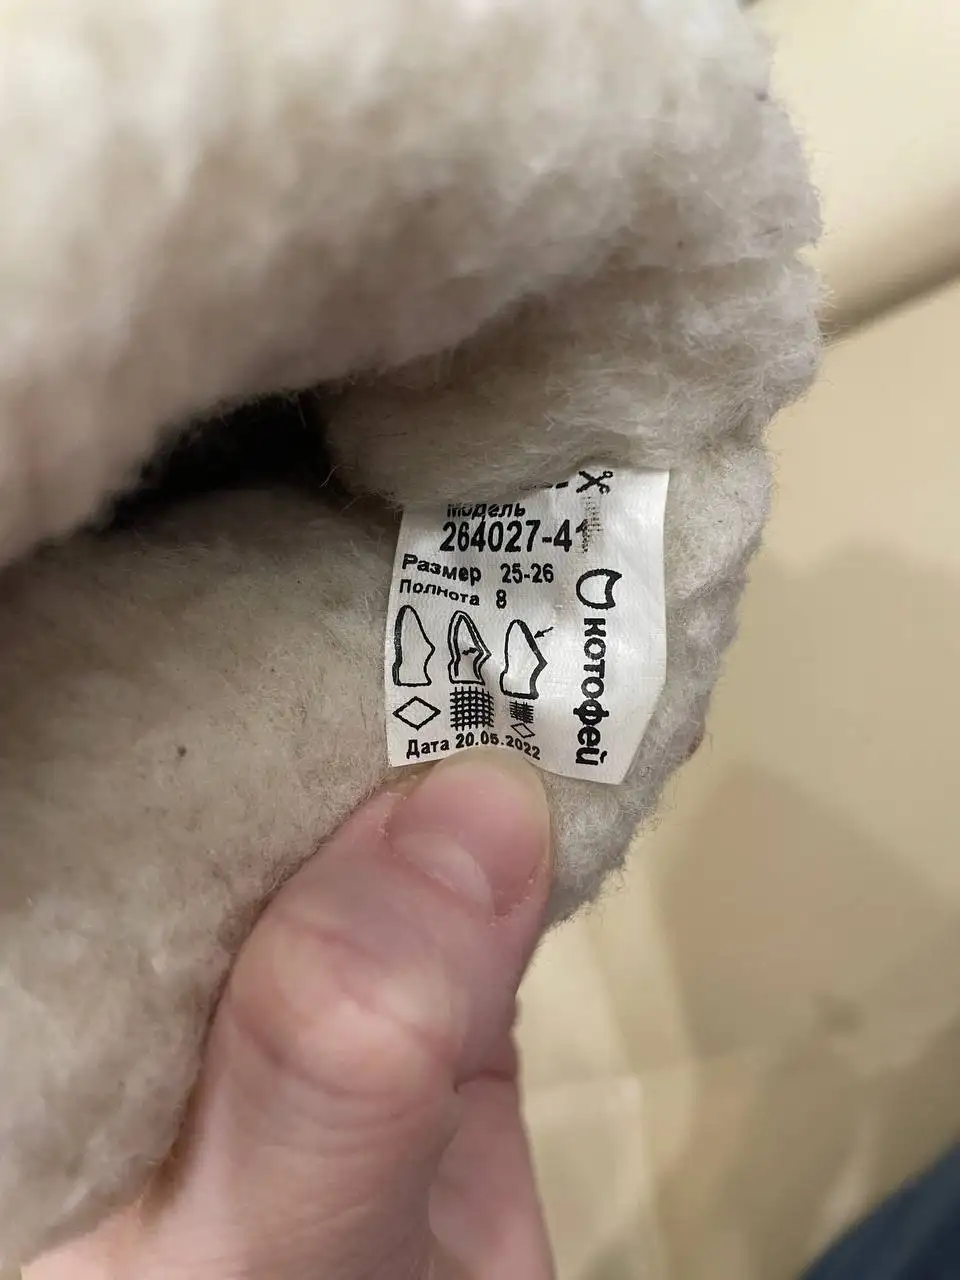 Модель
264027-41
Размер 25-26
Полнота 8
Дата 20.05.2022
котофей